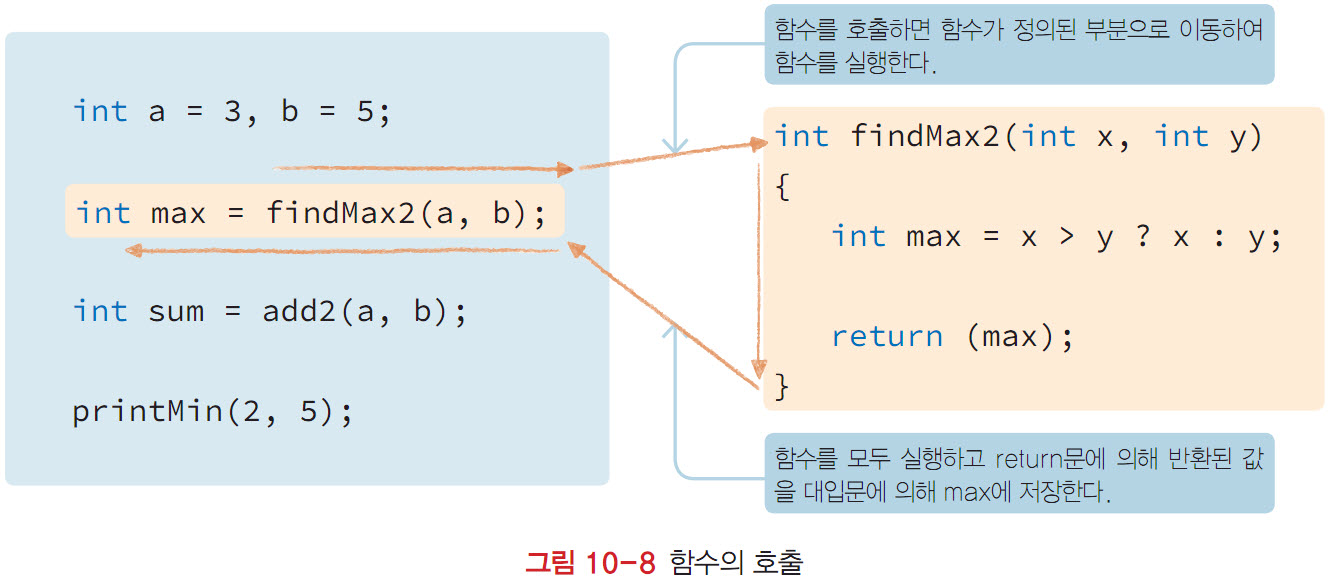 함수를 호출하면 함수가 정의된 부분으로 이동하여
함수를 실행한다.
int a = 3, b = 5;
int max = findMax2(a, b);
int sum = add2(a, b);
printMin(2, 5);
int findMax2(int x, int y)
{
int max = x > y ? x : y;
return (max);
}
함수를 모두 실행하고 return문에 의해 반환된 값
을 대입문에 의해 max에 저장한다.
그림 10-8 함수의 호출